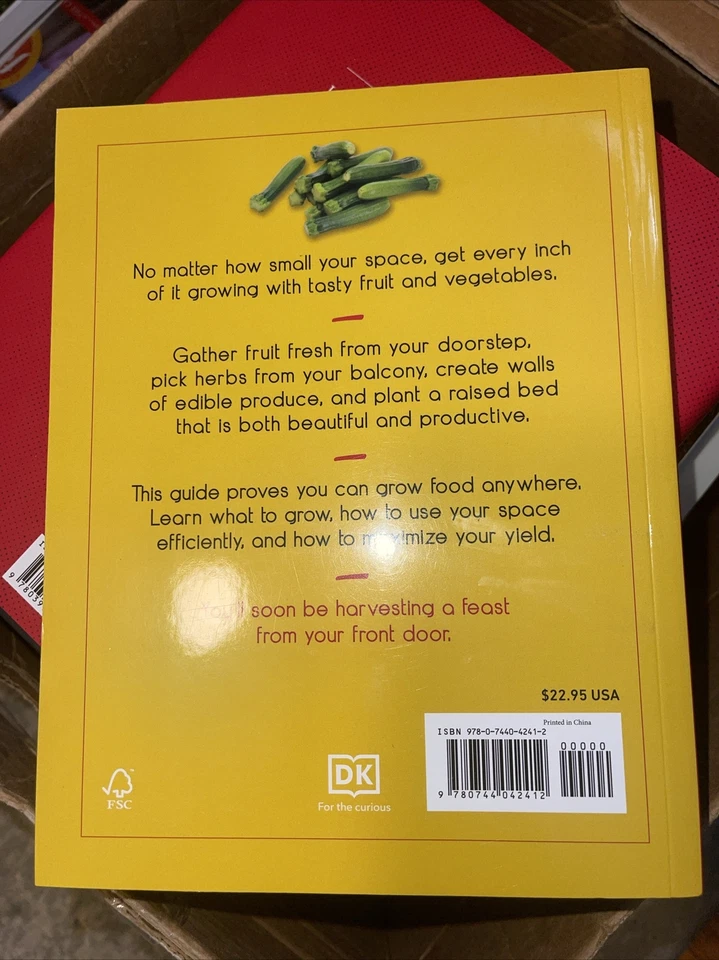 No matter how small your space, get every inch
of it growing with tasty fruit and vegetables.
Gather fruit fresh from your doorstep,
pick herbs from your balcony, create walls
of edible produce, and plant a raised bed
that is both beautiful and productive.
This guide proves you can grow food anywhere.
Learn what to grow, how to use your space
efficiently, and how to maximize your yield.
You'll soon be harvesting a feast
from your front door.
$22.95 USA
Printed in China
ISBN 978-0-7440-4241-2
00000
9 780744 042412
FSC
DK
For the curious
9 78039